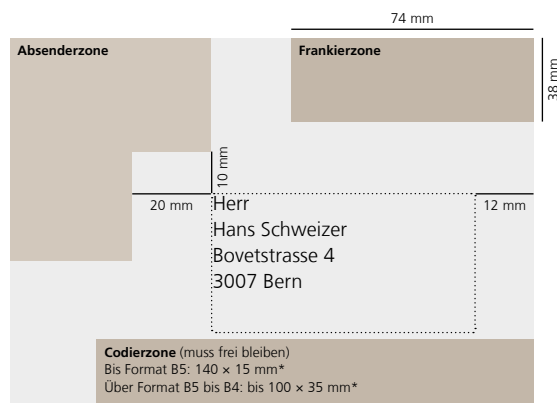 74 mm
Absenderzone
Frankierzone
38 mm
10 mm
20 mm
12 mm
Herr
Hans Schweizer
Bovetstrasse 4
3007 Bern
Codierzone (muss frei bleiben)
Bis Format B5: 140 × 15 mm*
Über Format B5 bis B4: bis 100 × 35 mm*